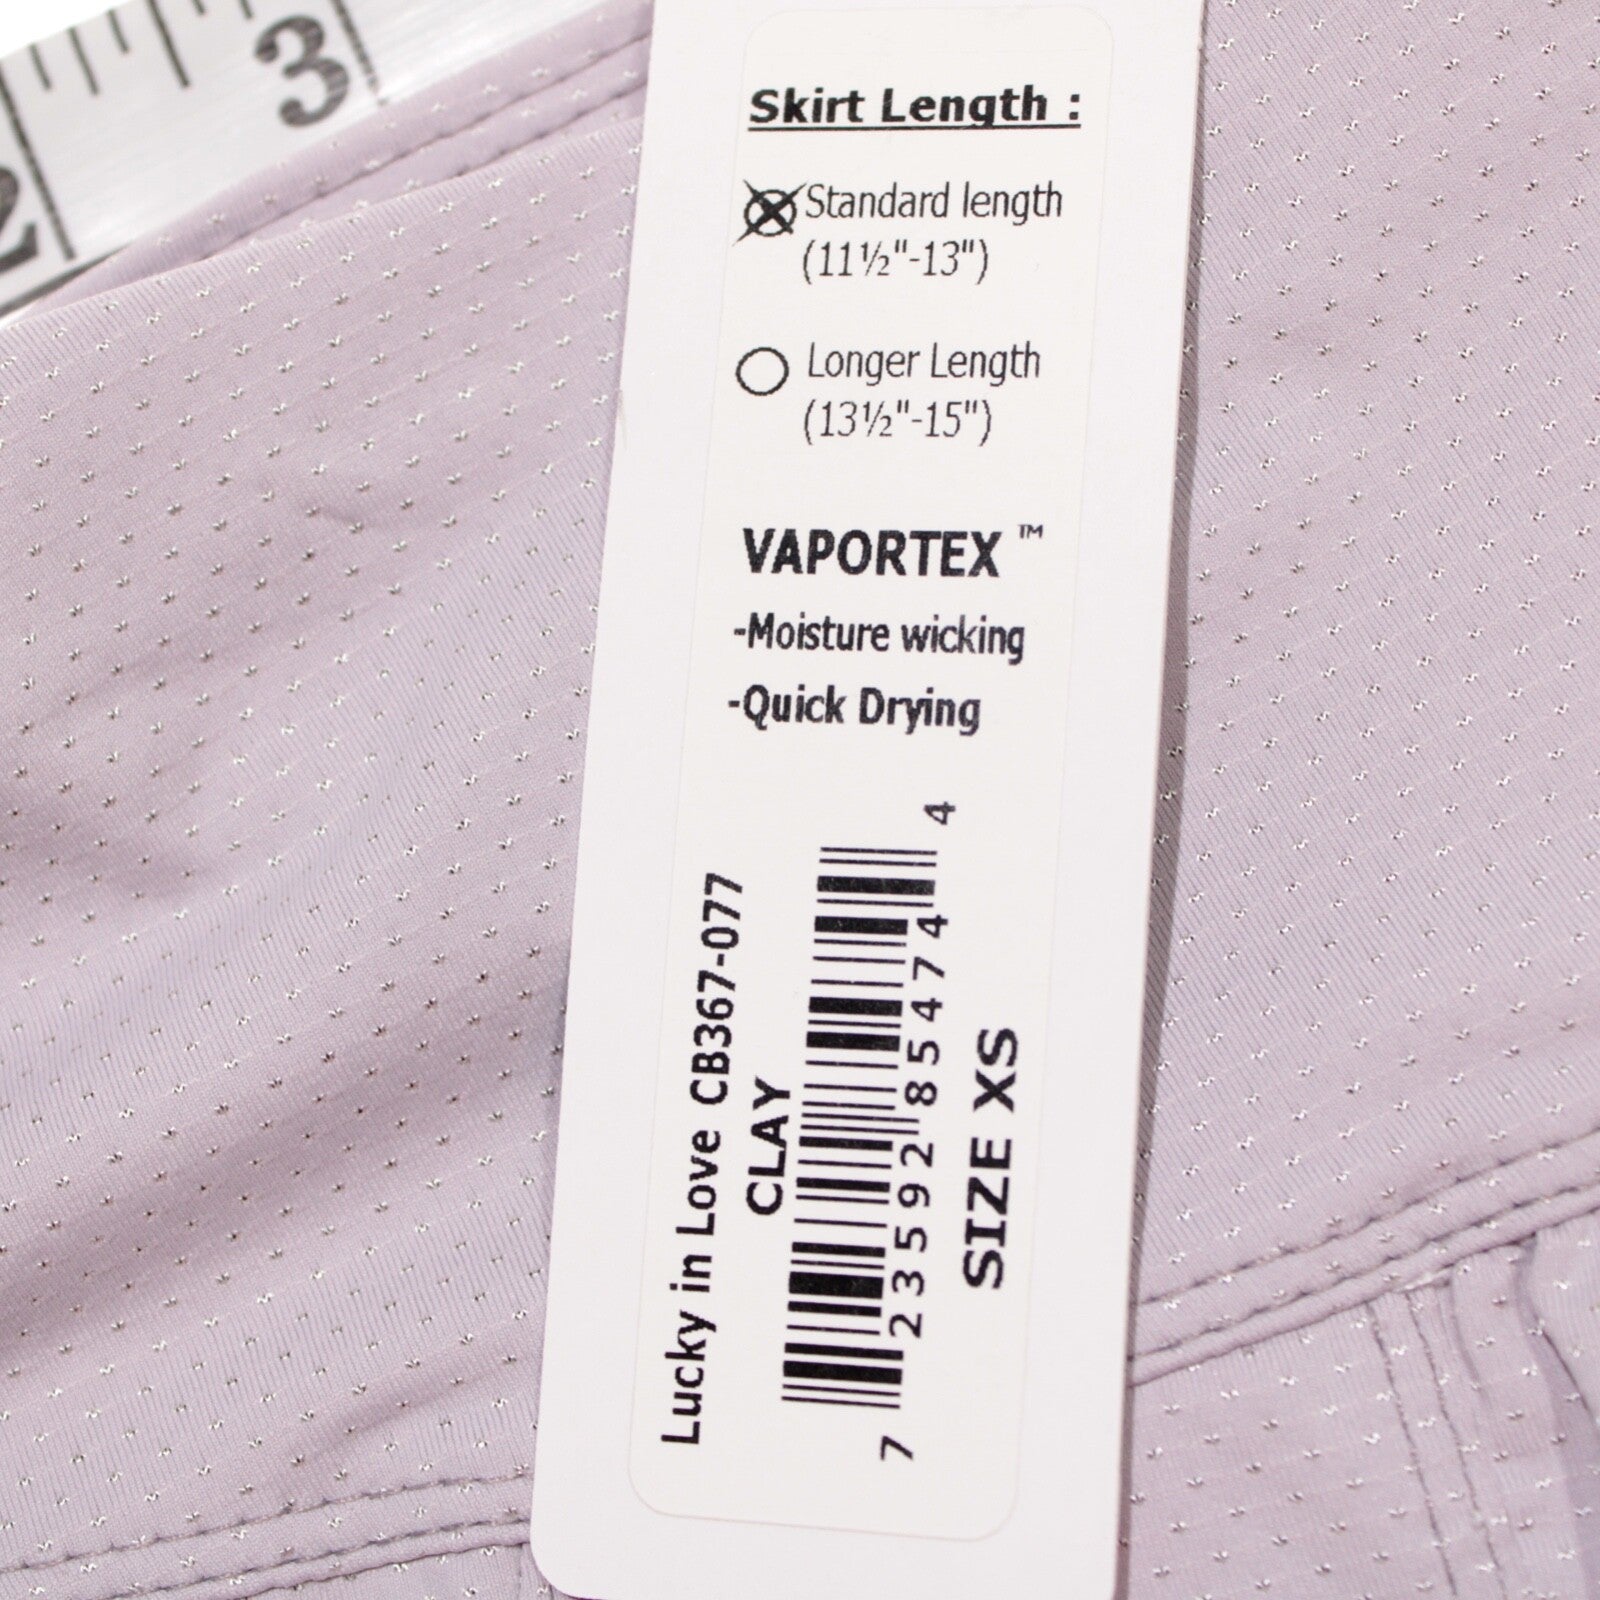 3
2
Skirt Length :
Standard length
(11½"-13")
Longer Length
(13½"-15")
VAPORTEX ™
-Moisture wicking
-Quick Drying
Lucky in Love CB367-077
CLAY
7 23592 85474 4
SIZE XS